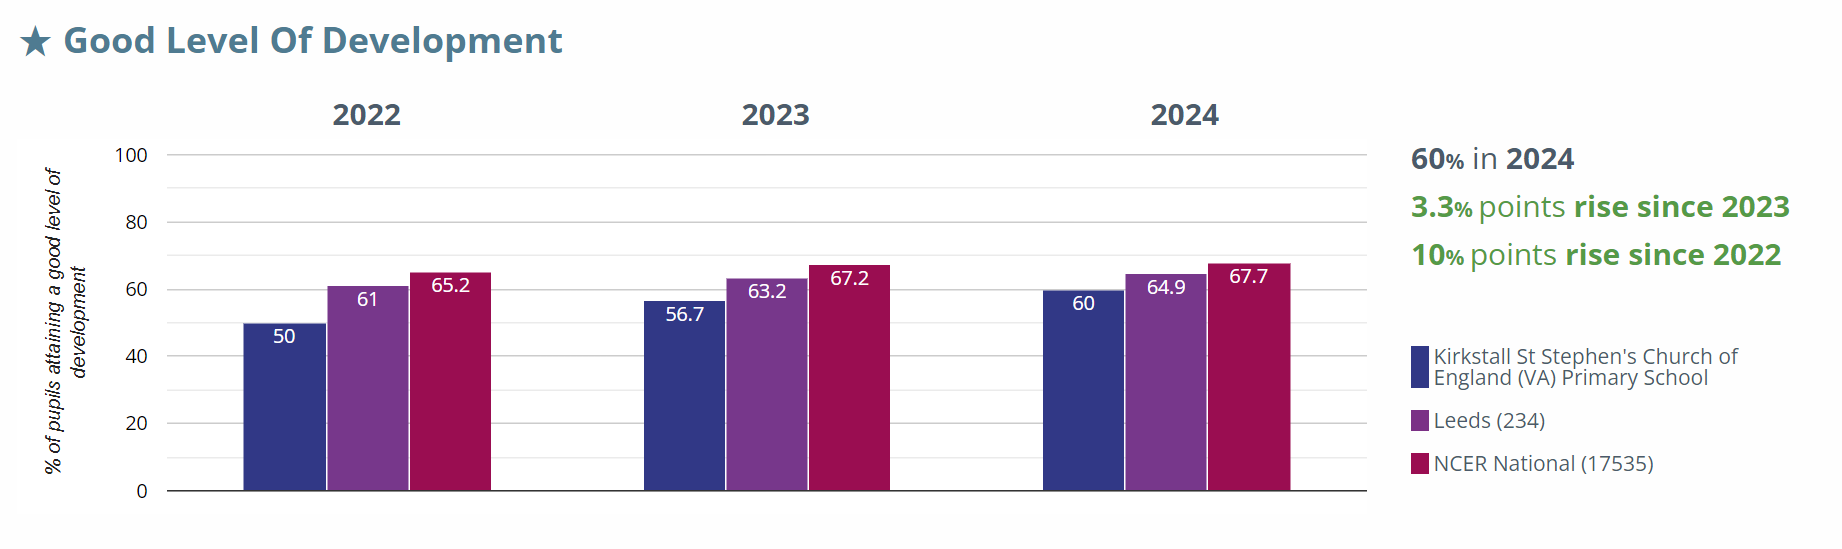 ★ Good Level Of Development
2022
2023
2024
% of pupils attaining a good level of
development
100
80
60
40
20
0
50
61
65.2
56.7
63.2
67.2
60
64.9
67.7
60% in 2024
3.3% points rise since 2023
10% points rise since 2022
Kirkstall St Stephen's Church of
England (VA) Primary School
Leeds (234)
NCER National (17535)